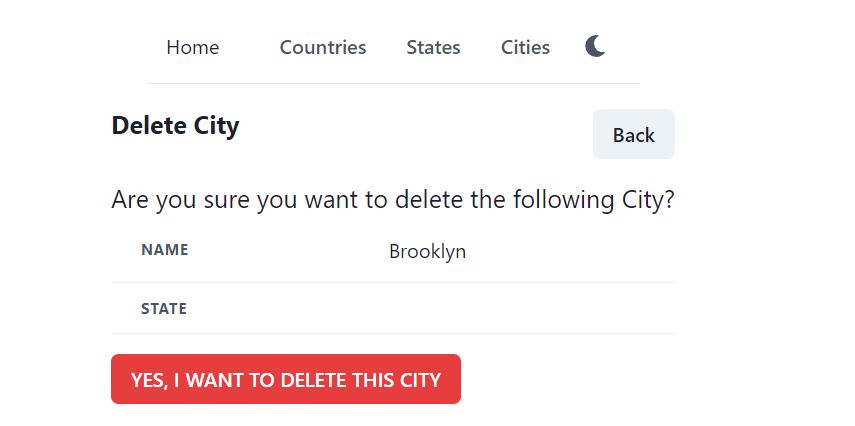 Home Countries States Cities
Delete City
Back
Are you sure you want to delete the following City?
NAME Brooklyn
STATE
YES, I WANT TO DELETE THIS CITY